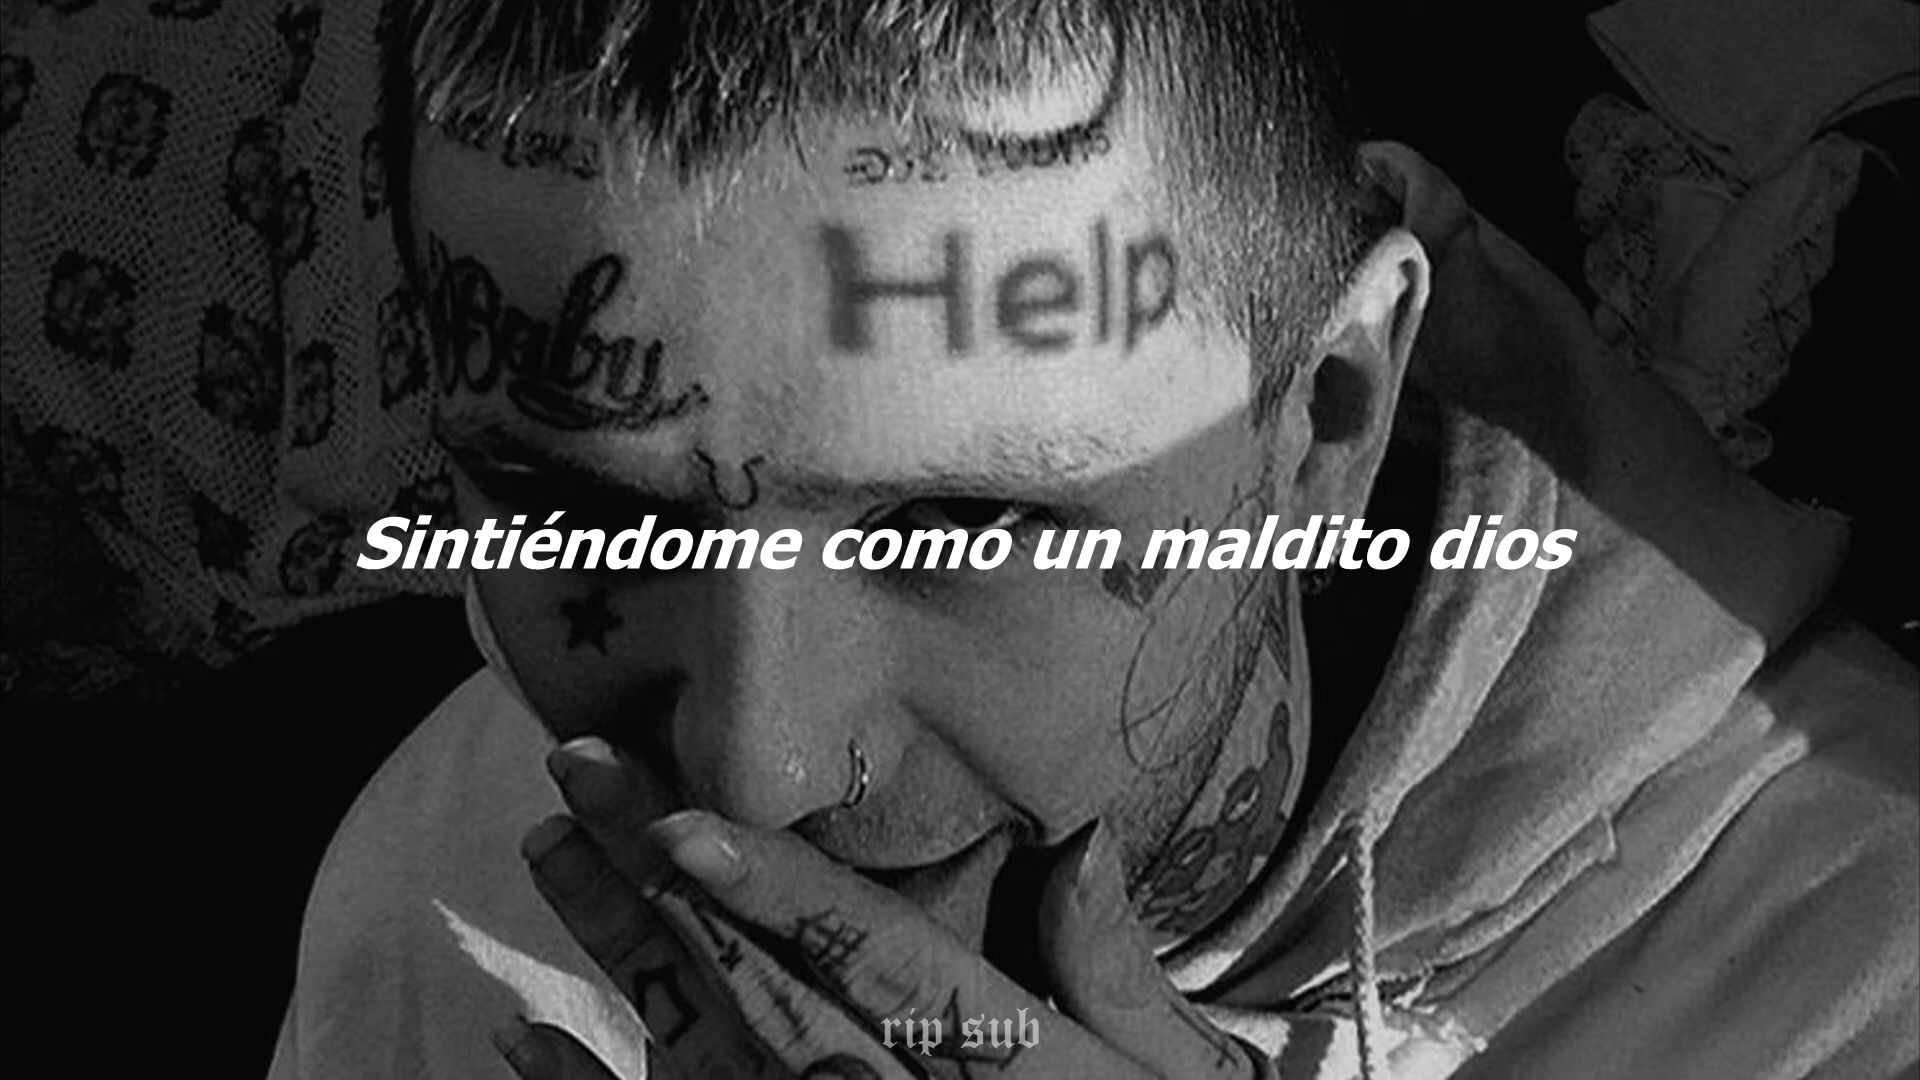 Help
Baby
Sintiéndome como un maldito dios
rip sub